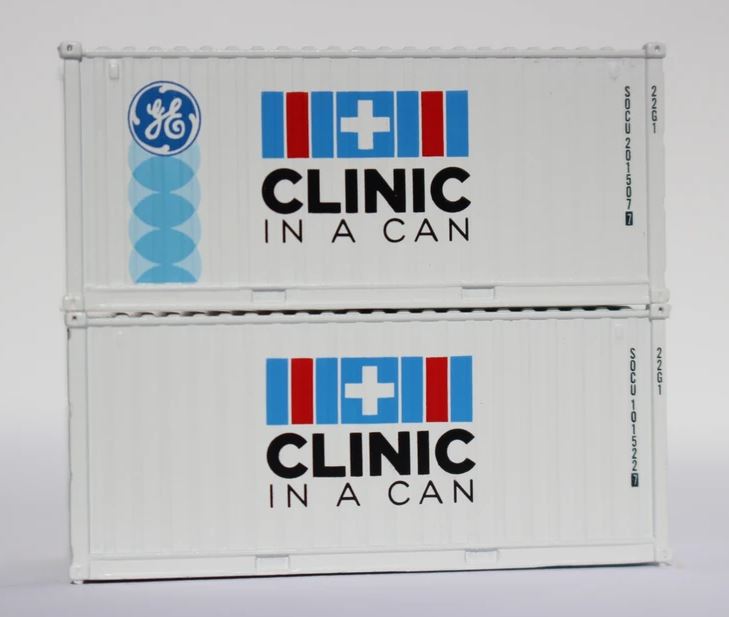 GE
CLINIC
IN A CAN
SOCU 201507 7
22G1
CLINIC
IN A CAN
SOCU 101522 7
22G1